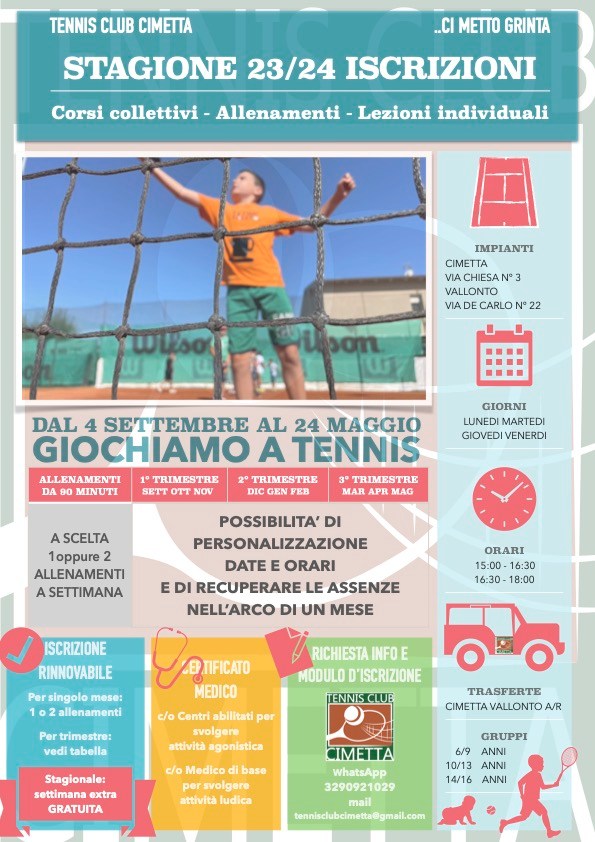 TENNIS CLUB CIMETTA
..CI METTO GRINTA
STAGIONE 23/24 ISCRIZIONI
Corsi collettivi - Allenamenti - Lezioni individuali
Wilson
Wilson
IMPIANTI
CIMETTA
VIA CHIESA N° 3
VALLONTO
VIA DE CARLO N° 22
GIORNI
LUNEDI MARTEDI
GIOVEDI VENERDI
ORARI
15:00 - 16:30
16:30 - 18:00
TRASFERTE
CIMETTA VALLONTO A/R
GRUPPI
6/9 ANNI
10/13 ANNI
14/16 ANNI
DAL 4 SETTEMBRE AL 24 MAGGIO
GIOCHIAMO A TENNIS
ALLENAMENTI
DA 90 MINUTI
1° TRIMESTRE
SETT OTT NOV
2° TRIMESTRE
DIC GEN FEB
3° TRIMESTRE
MAR APR MAG
A SCELTA
1oppure 2
ALLENAMENTI
A SETTIMANA
POSSIBILITA' DI
PERSONALIZZAZIONE
DATE E ORARI
E DI RECUPERARE LE ASSENZE
NELL'ARCO DI UN MESE
ISCRIZIONE
RINNOVABILE
Per singolo mese:
1 o 2 allenamenti
Per trimestre:
vedi tabella
Stagionale:
settimana extra
GRATUITA
CERTIFICATO
MEDICO
c/o Centri abilitati per
svolgere
attività agonistica
c/o Medico di base
per svolgere
attività ludica
RICHIESTA INFO E
MODULO D'ISCRIZIONE
TENNIS CLUB
CIMETTA
whatsApp
3290921029
mail
tennisclubcimetta@gmail.com